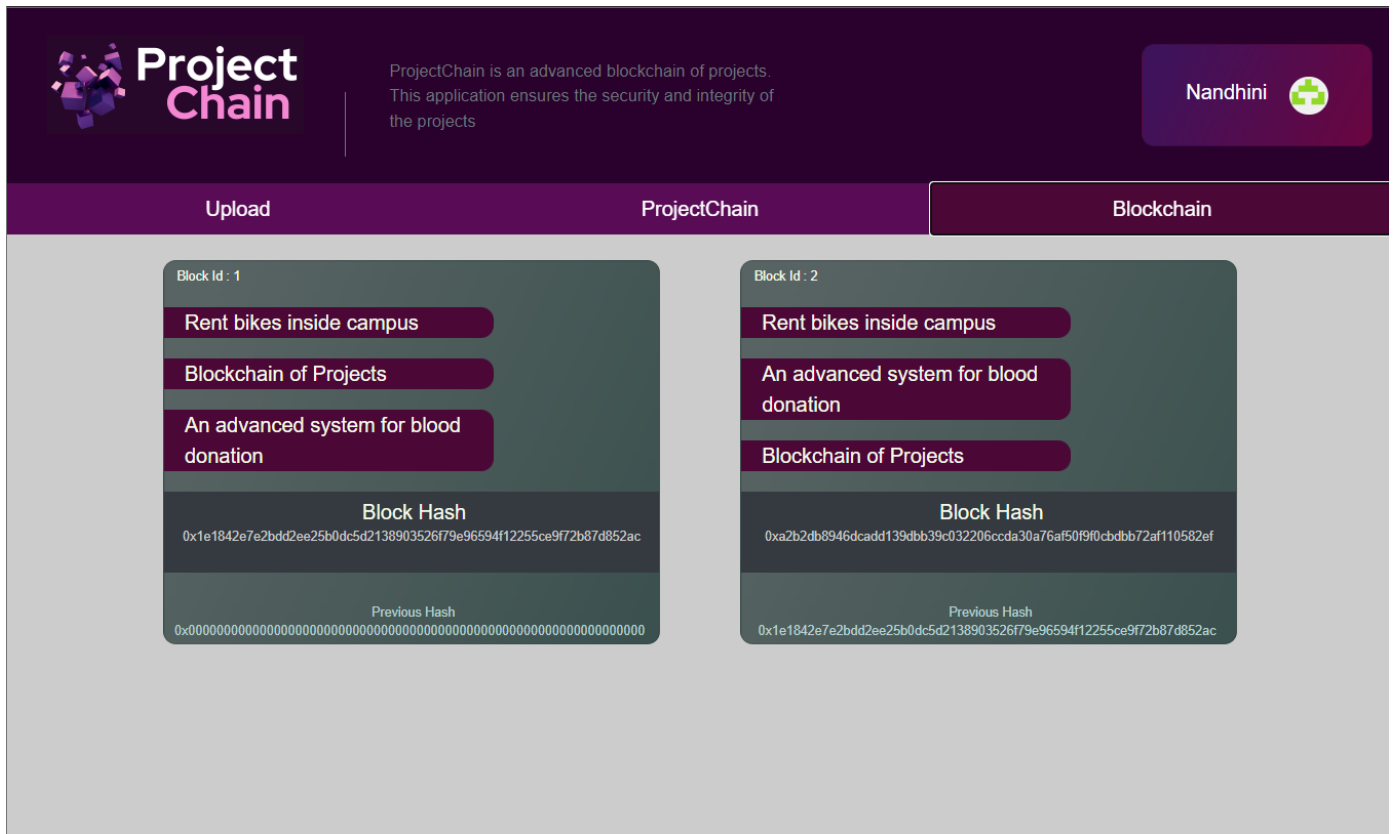 Project
Chain
ProjectChain is an advanced blockchain of projects.
This application ensures the security and integrity of
the projects
Nandhini
Upload
ProjectChain
Blockchain
Block Id : 1
Rent bikes inside campus
Blockchain of Projects
An advanced system for blood
donation
Block Hash
0x1e1842e7e2bdd2ee25b0dc5d2138903526f79e96594f12255ce9f72b87d852ac
Previous Hash
0x0000000000000000000000000000000000000000000000000000000000000000
Block Id : 2
Rent bikes inside campus
An advanced system for blood
donation
Blockchain of Projects
Block Hash
0xa2b2db8946dcadd139dbb39c032206ccda30a76af50f9f0cbdbb72af110582ef
Previous Hash
0x1e1842e7e2bdd2ee25b0dc5d2138903526f79e96594f12255ce9f72b87d852ac